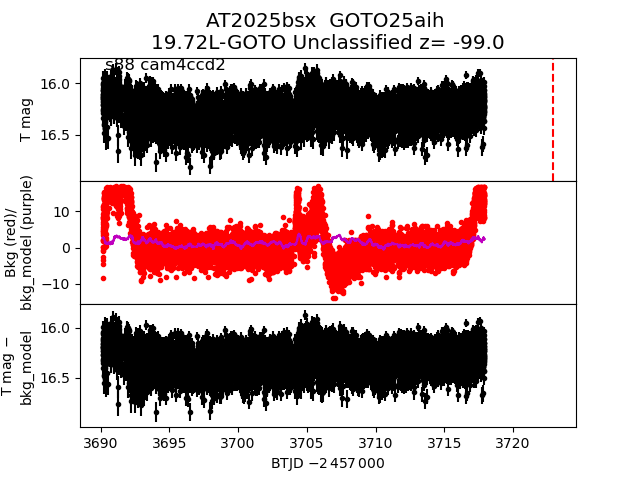 AT2025bsx  GOTO25aih
19.72L-GOTO Unclassified z= -99.0
s88 cam4ccd2
16.0
16.5
T mag
10
0
−10
Bkg (red)/
bkg_model (purple)
16.0
16.5
T mag −
bkg_model
3690 3695 3700 3705 3710 3715 3720
BTJD −2 457 000